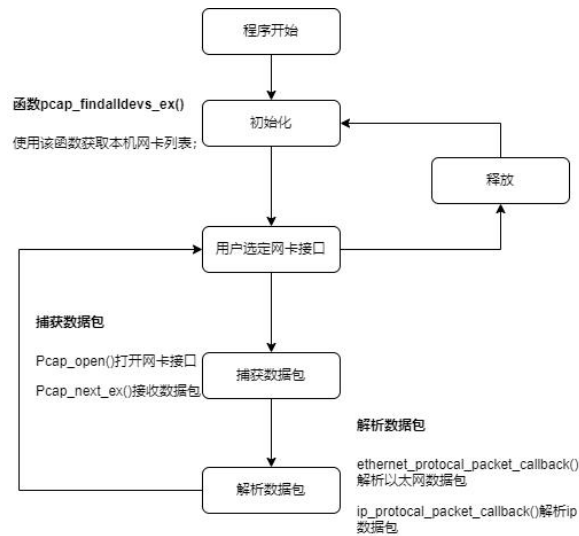 程序开始
函数pcap_findalldevs_ex()
初始化
使用该函数获取本机网卡列表；
释放
用户选定网卡接口
捕获数据包
Pcap_open()打开网卡接口
捕获数据包
Pcap_next_ex()接收数据包
解析数据包
ethernet_protocal_packet_callback()
解析以太网数据包
解析数据包
ip_protocal_packet_callback()解析ip
数据包